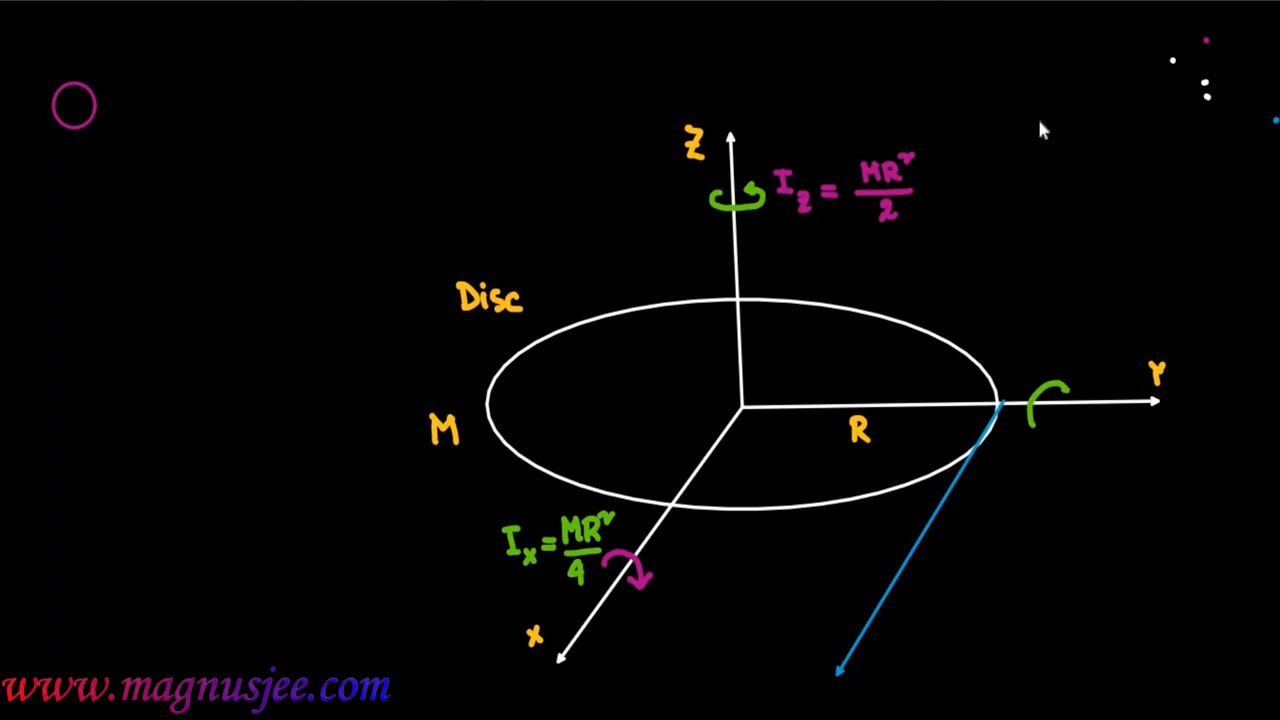 Z
I_z = MR²/2
Disc
Y
M
R
I_x = MR²/4
x
www.magnusjee.com